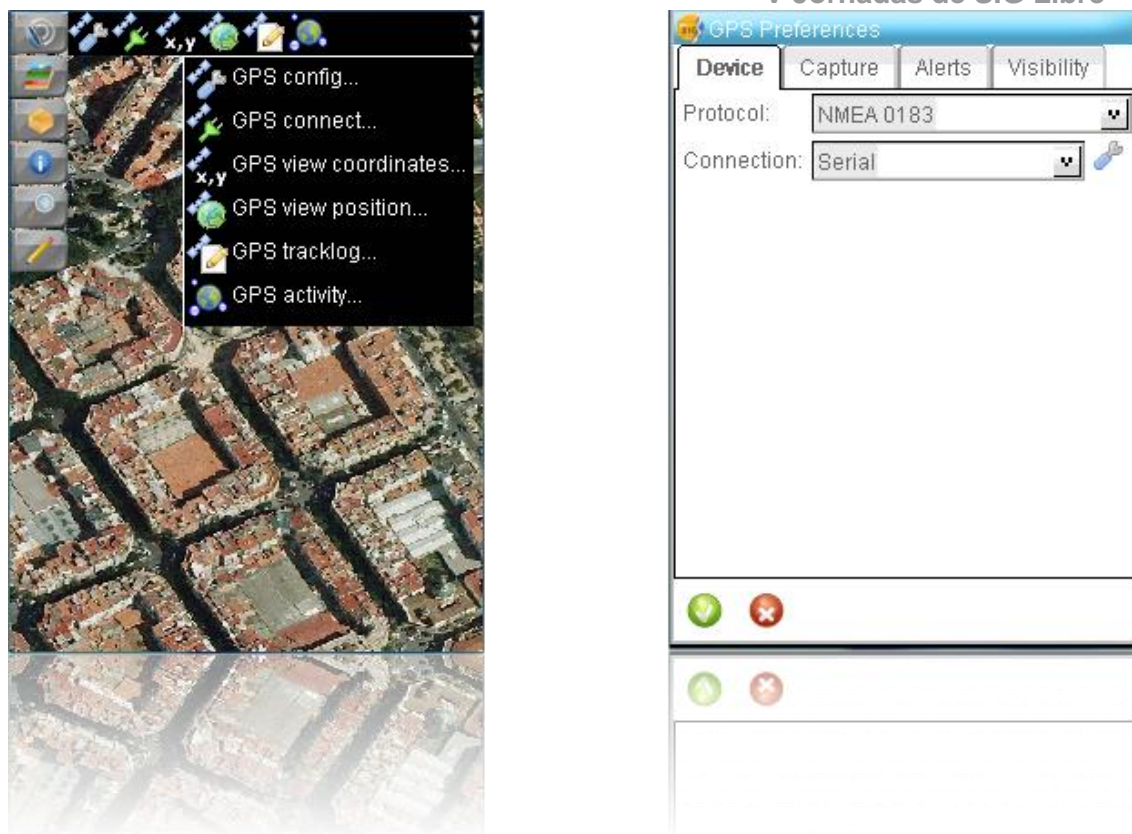 V Jornadas de SIG Libre
x,y
GPS config...
GPS connect...
x,y GPS view coordinates...
GPS view position...
GPS tracklog...
GPS activity...
GPS Preferences
Device Capture Alerts Visibility
Protocol: NMEA 0183
Connection: Serial